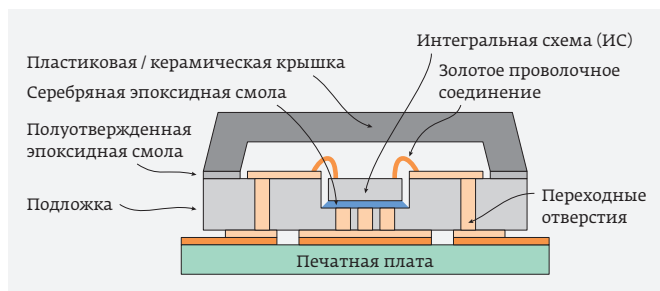 Интегральная схема (ИС)
Пластиковая / керамическая крышка
Золотое проволочное
соединение
Серебряная эпоксидная смола
Полуотвержденная
эпоксидная смола
Подложка
Переходные
отверстия
Печатная плата